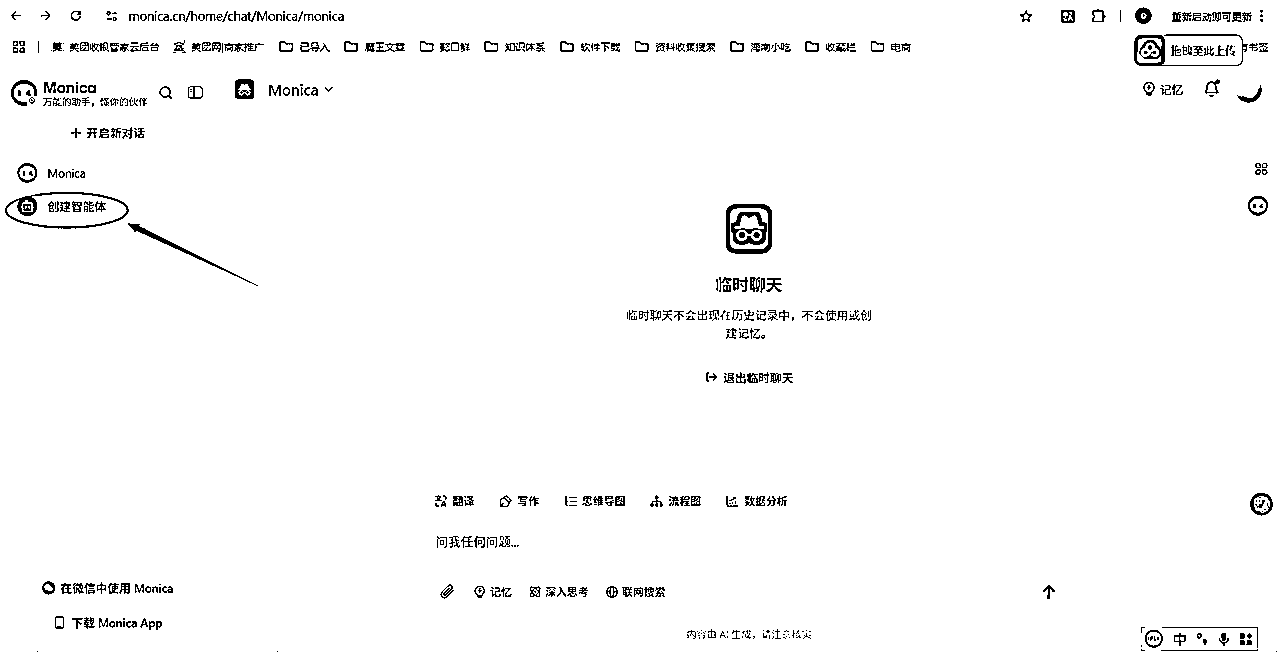 monica.cn/home/chat/Monica/monica
重新启动即可更新
美团收银管家云后台
美团网|商家推广
已导入
魔王文章
知识体系
软件下载
资料收集搜索
海南小吃
收藏栏
电商
拖拽至此上传
书签
Monica
万能的助手，懂你的伙伴
Monica
记忆
开启新对话
Monica
创建智能体
临时聊天
临时聊天不会出现在历史记录中，不会使用或创
建记忆。
退出临时聊天
翻译
写作
思维导图
流程图
数据分析
问我任何问题...
在微信中使用 Monica
记忆
深入思考
联网搜索
下载 Monica App
内容由 AI 生成，请注意核实
中